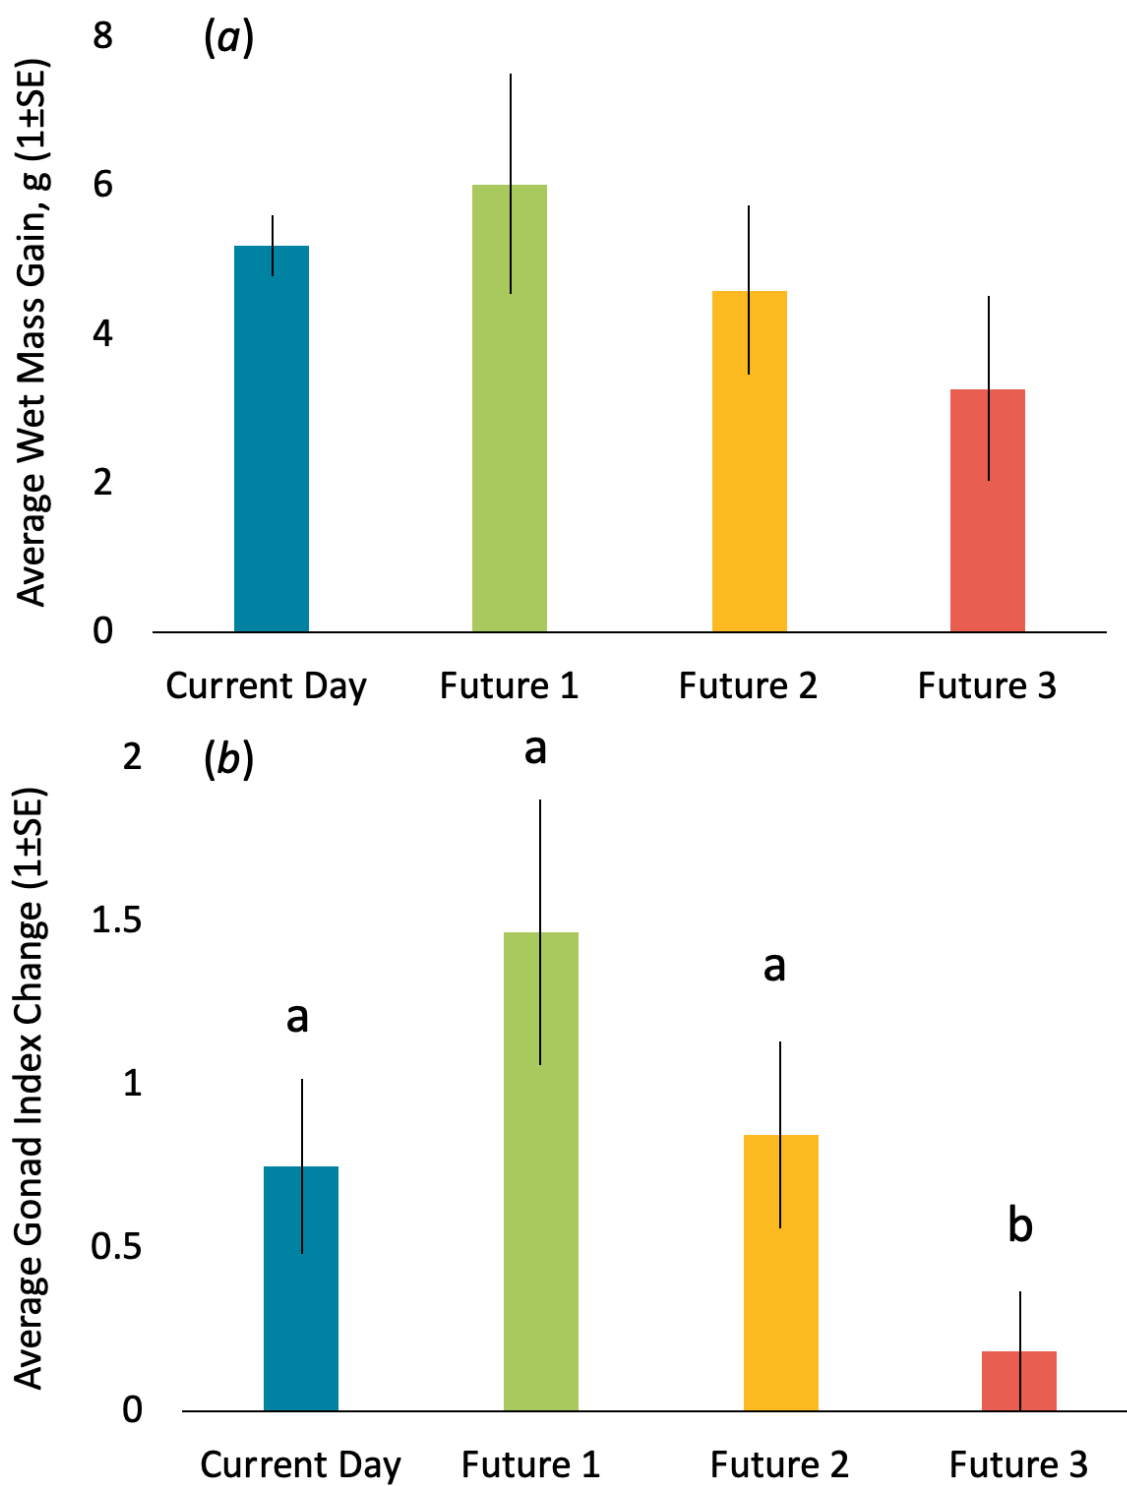 (a)
Average Wet Mass Gain, g (1±SE)
8
6
4
2
0
Current Day Future 1 Future 2 Future 3
(b)
Average Gonad Index Change (1±SE)
2
1.5
1
0.5
0
a
a
a
b
Current Day Future 1 Future 2 Future 3